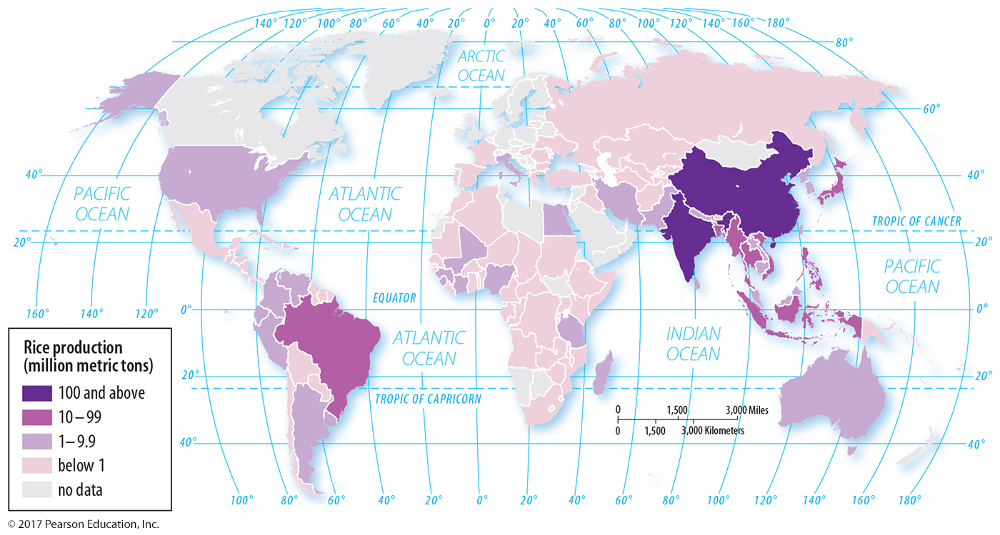 140° 120° 100° 80° 60° 40° 20° 0° 20° 40° 60° 80° 100° 120° 140° 160° 180°
80°
ARCTIC
OCEAN
60°
40°
40°
PACIFIC
OCEAN
ATLANTIC
OCEAN
TROPIC OF CANCER
20°
20°
PACIFIC
OCEAN
EQUATOR
160° 140° 120° 0°
0°
ATLANTIC
OCEAN
INDIAN
OCEAN
20°
20°
TROPIC OF CAPRICORN
0 1,500 3,000 Miles
0 1,500 3,000 Kilometers
40°
40°
100° 80° 60° 40° 20° 0° 20° 40° 60° 80° 100° 120° 140° 160° 180°
Rice production
(million metric tons)
100 and above
10–99
1–9.9
below 1
no data
© 2017 Pearson Education, Inc.